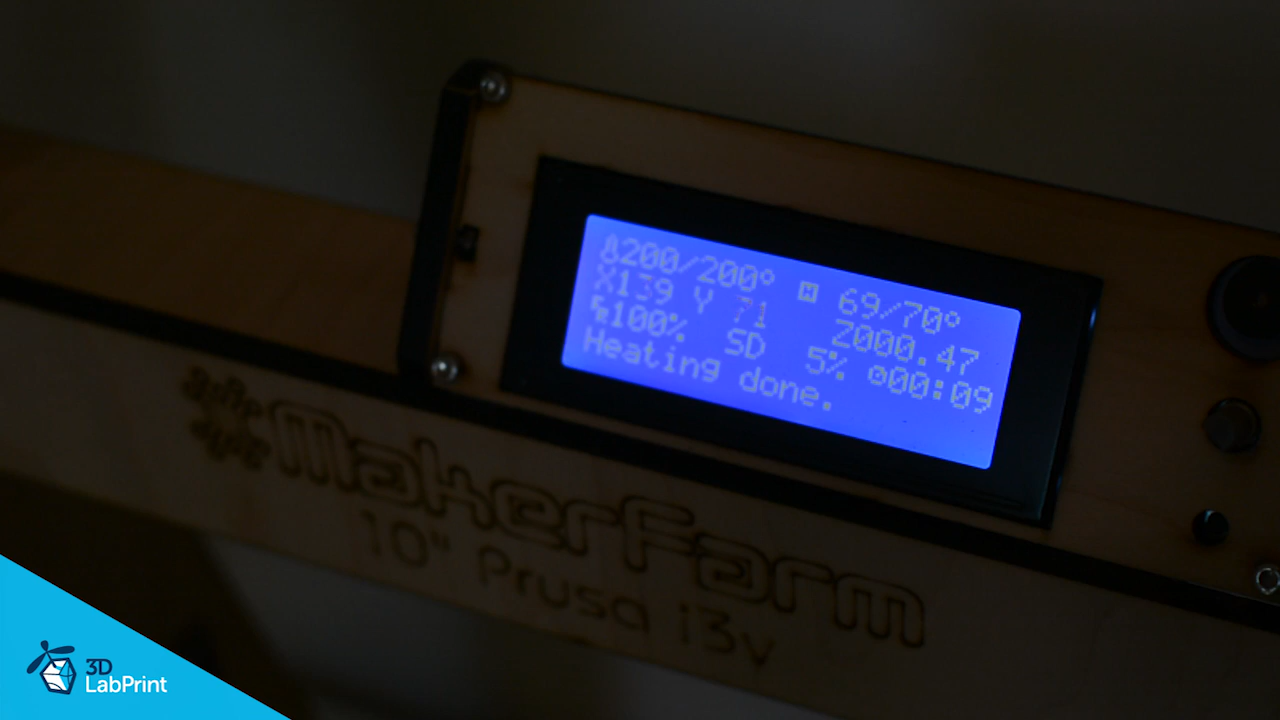 200/200° 69/70°
X139 Y 71 Z000.47
100% SD 5% 00:09
Heating done.
MakerFarm
10" Prusa i3v
3D
LabPrint